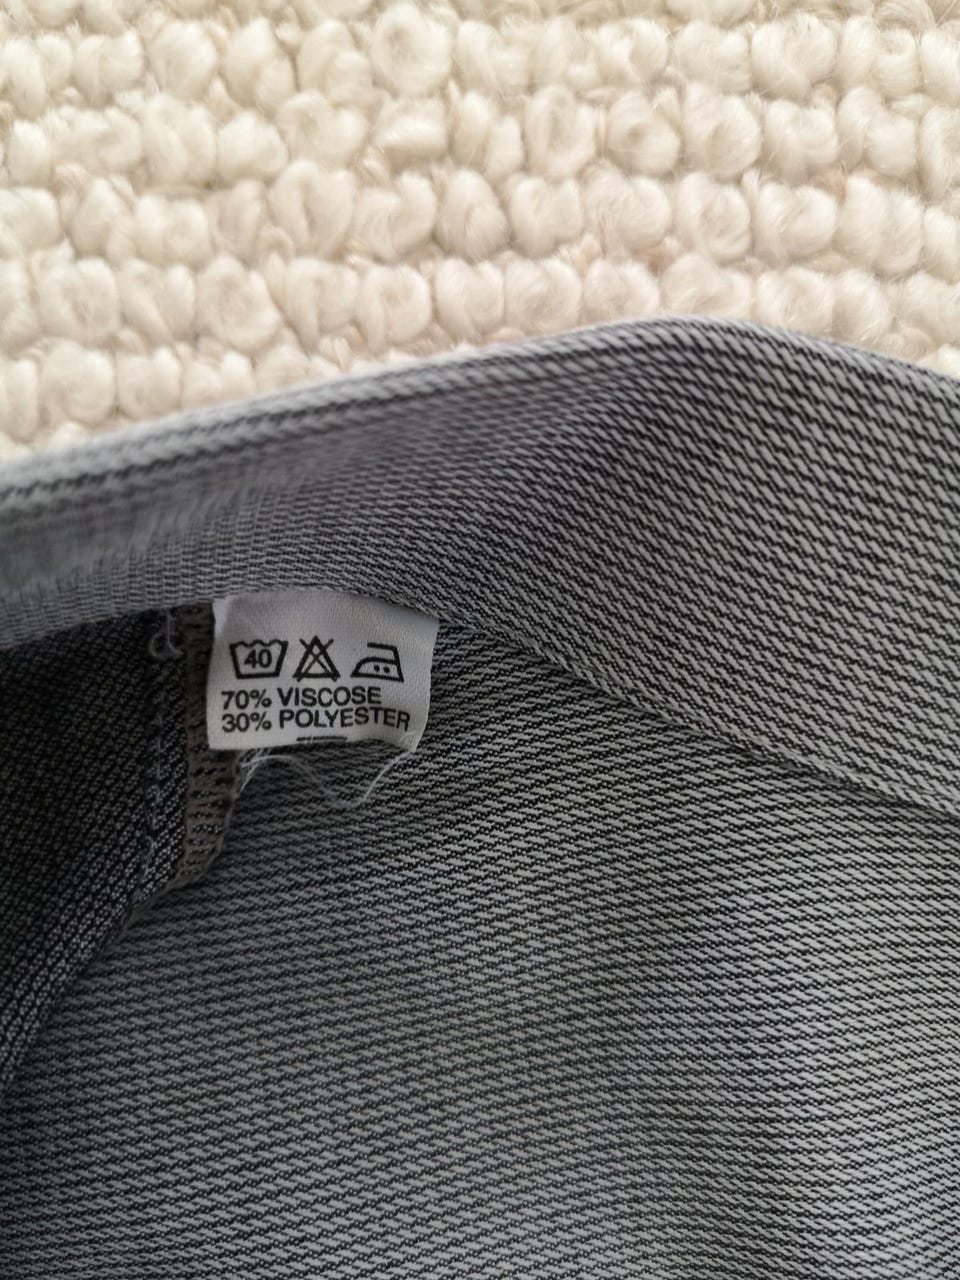 40
70% VISCOSE
30% POLYESTER